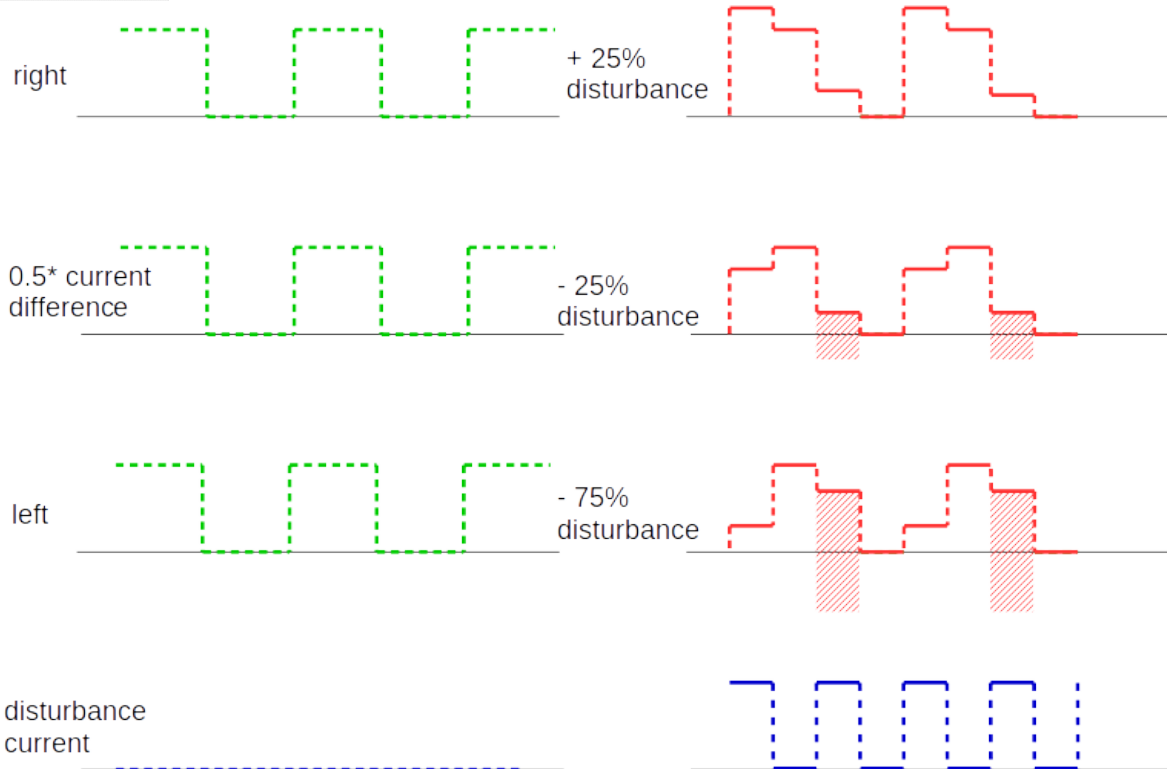 right
+ 25%
disturbance
0.5* current
difference
- 25%
disturbance
left
- 75%
disturbance
disturbance
current